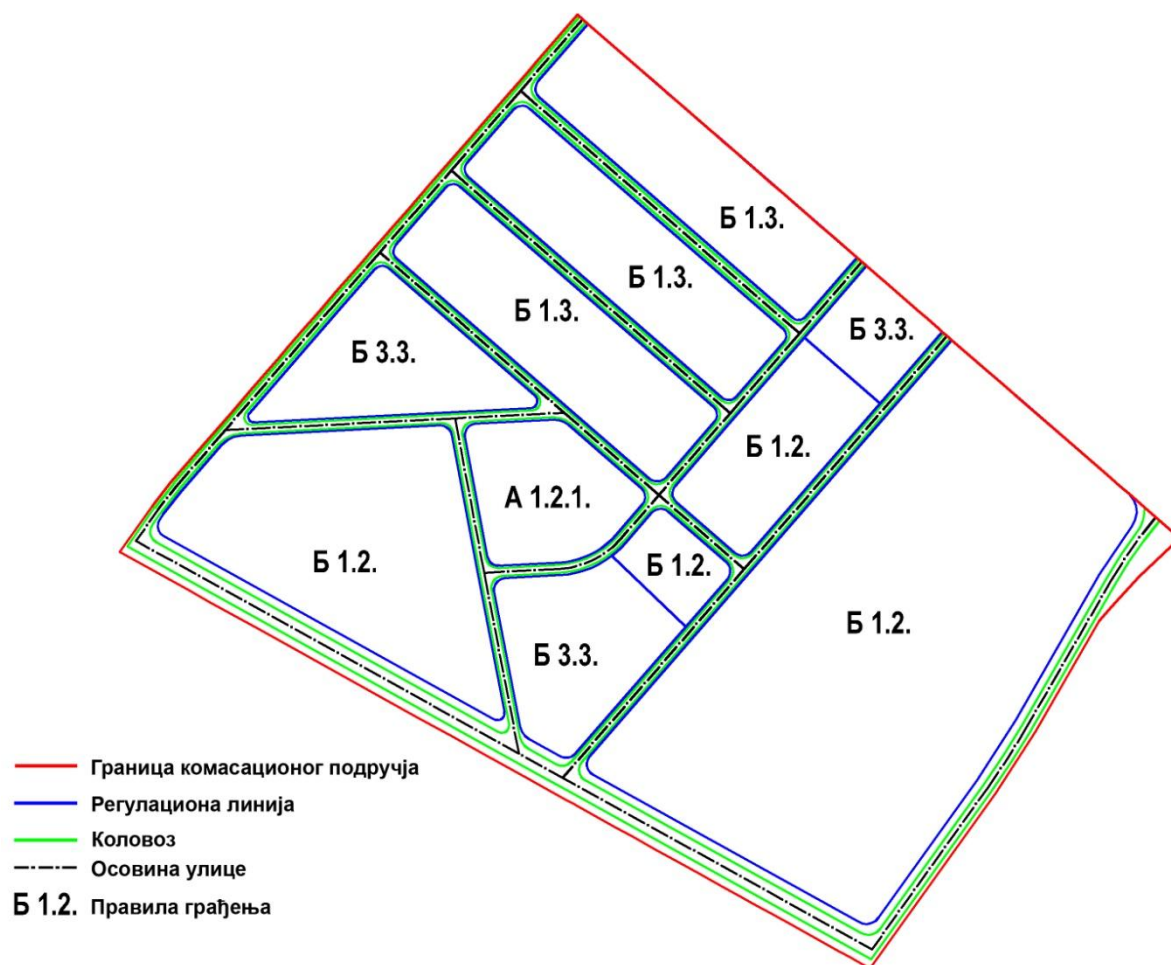 Б 1.3.
Б 1.3.
Б 1.3.
Б 3.3.
Б 3.3.
Б 1.2.
А 1.2.1.
Б 1.2.
Б 1.2.
Б 1.2.
Б 3.3.
Граница комасационог подручја
Регулациона линија
Коловоз
Осовина улице
Б 1.2. Правила грађења